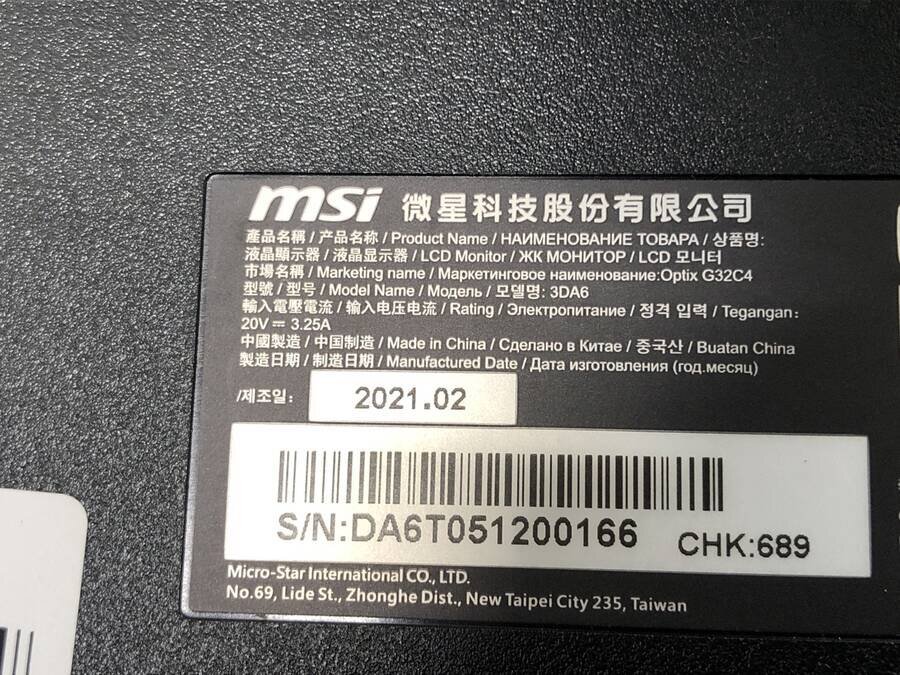 msi 微星科技股份有限公司
產品名稱 / 产品名称 / Product Name / НАИМЕНОВАНИЕ ТОВАРА / 상품명:
液晶顯示器 / 液晶显示器 / LCD Monitor / ЖК МОНИТОР / LCD 모니터
市場名稱 / Marketing name / Маркетинговое наименование:Optix G32C4
型號 / 型号 / Model Name / Модель / 모델명: 3DA6
輸入電壓電流 / 输入电压电流 / Rating / Электропитание / 정격 입력 / Tegangan:
20V ⎓ 3.25A
中國製造 / 中国制造 / Made in China / Сделано в Китае / 중국산 / Buatan China
製造日期 / 制造日期 / Manufactured Date / Дата изготовления (год.месяц)
/제조일: 2021.02
S/N:DA6T051200166 CHK:689
Micro-Star International CO., LTD.
No.69, Lide St., Zhonghe Dist., New Taipei City 235, Taiwan